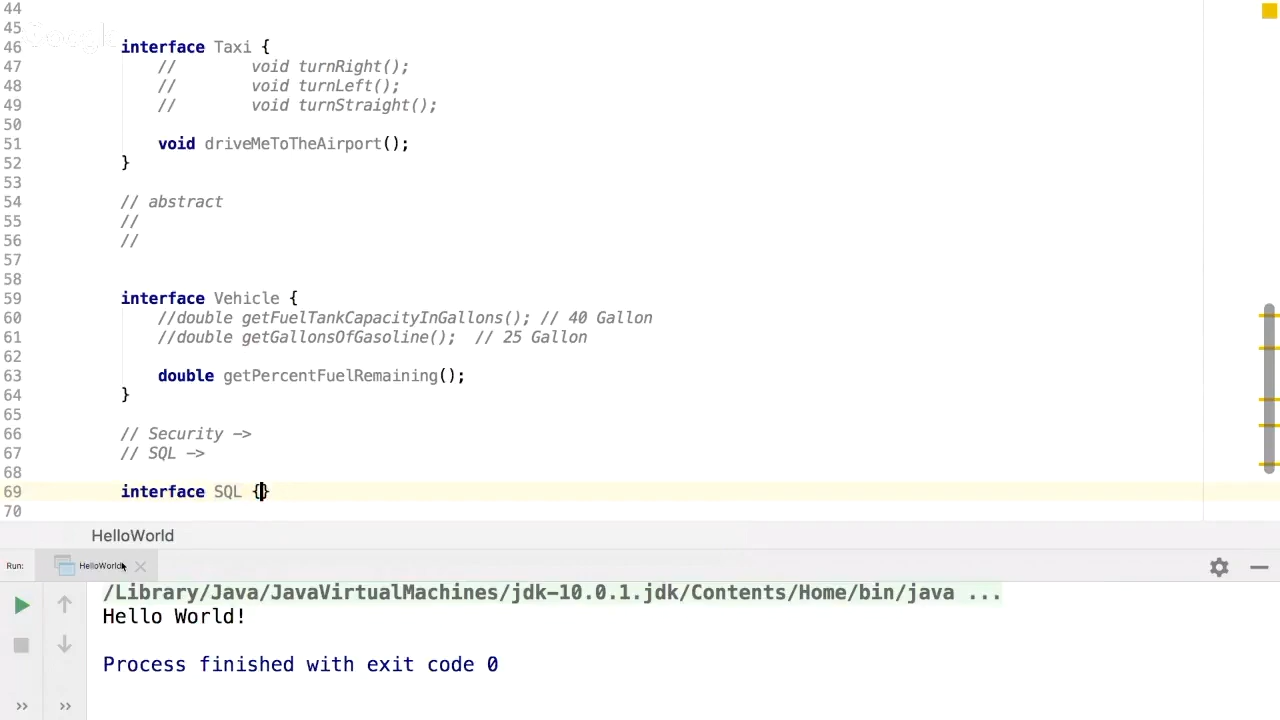 44
45
Google
46 interface Taxi {
47 // void turnRight();
48 // void turnLeft();
49 // void turnStraight();
50
51 void driveMeToTheAirport();
52 }
53
54 // abstract
55 //
56 //
57
58
59 interface Vehicle {
60 //double getFuelTankCapacityInGallons(); // 40 Gallon
61 //double getGallonsOfGasoline(); // 25 Gallon
62
63 double getPercentFuelRemaining();
64 }
65
66 // Security ->
67 // SQL ->
68
69 interface SQL {}
70
HelloWorld
Run: HelloWorld
/Library/Java/JavaVirtualMachines/jdk-10.0.1.jdk/Contents/Home/bin/java ...
Hello World!
Process finished with exit code 0